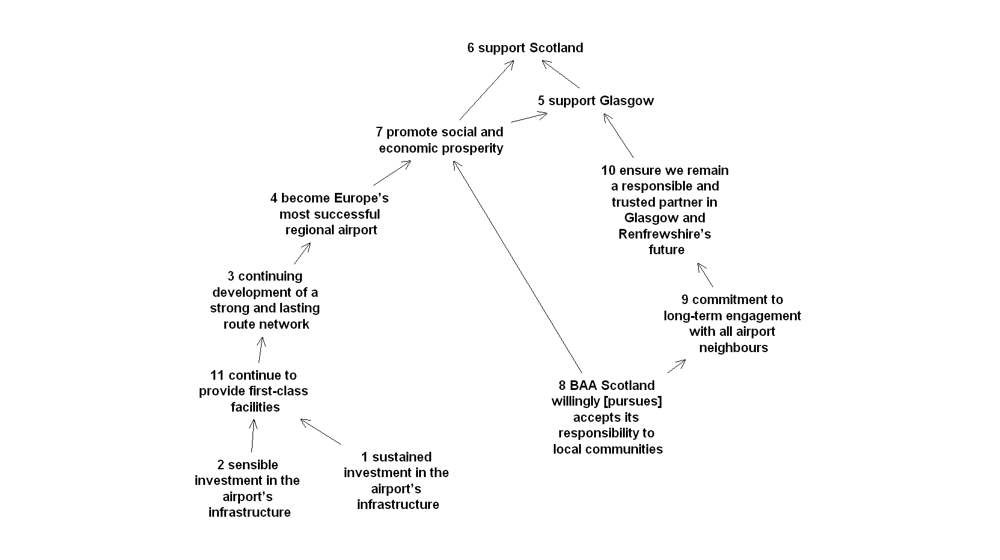 6 support Scotland
5 support Glasgow
7 promote social and
economic prosperity
10 ensure we remain
a responsible and
trusted partner in
Glasgow and
Renfrewshire’s
future
4 become Europe’s
most successful
regional airport
3 continuing
development of a
strong and lasting
route network
9 commitment to
long-term engagement
with all airport
neighbours
11 continue to
provide first-class
facilities
8 BAA Scotland
willingly [pursues]
accepts its
responsibility to
local communities
2 sensible
investment in the
airport’s
infrastructure
1 sustained
investment in the
airport’s
infrastructure